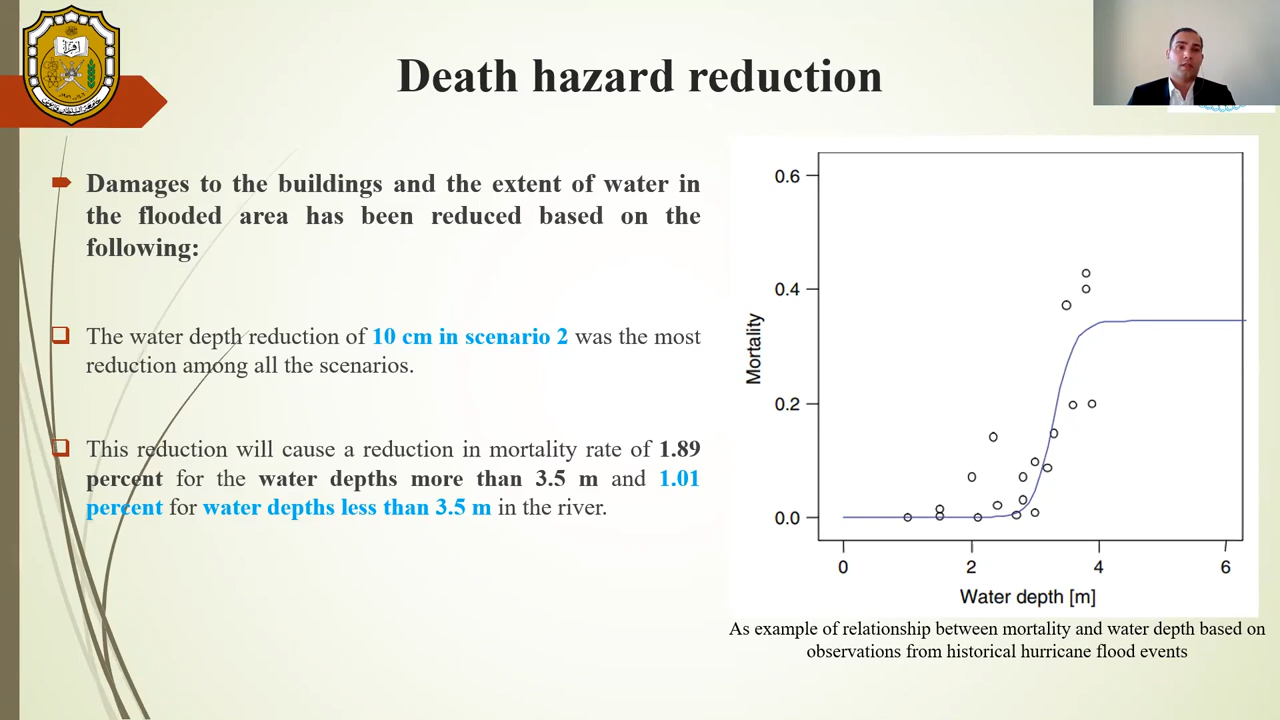 Death hazard reduction
Damages to the buildings and the extent of water in
the flooded area has been reduced based on the
following:
The water depth reduction of 10 cm in scenario 2 was the most
reduction among all the scenarios.
This reduction will cause a reduction in mortality rate of 1.89
percent for the water depths more than 3.5 m and 1.01
percent for water depths less than 3.5 m in the river.
0.6
0.4
0.2
0.0
Mortality
0 2 4 6
Water depth [m]
As example of relationship between mortality and water depth based on
observations from historical hurricane flood events